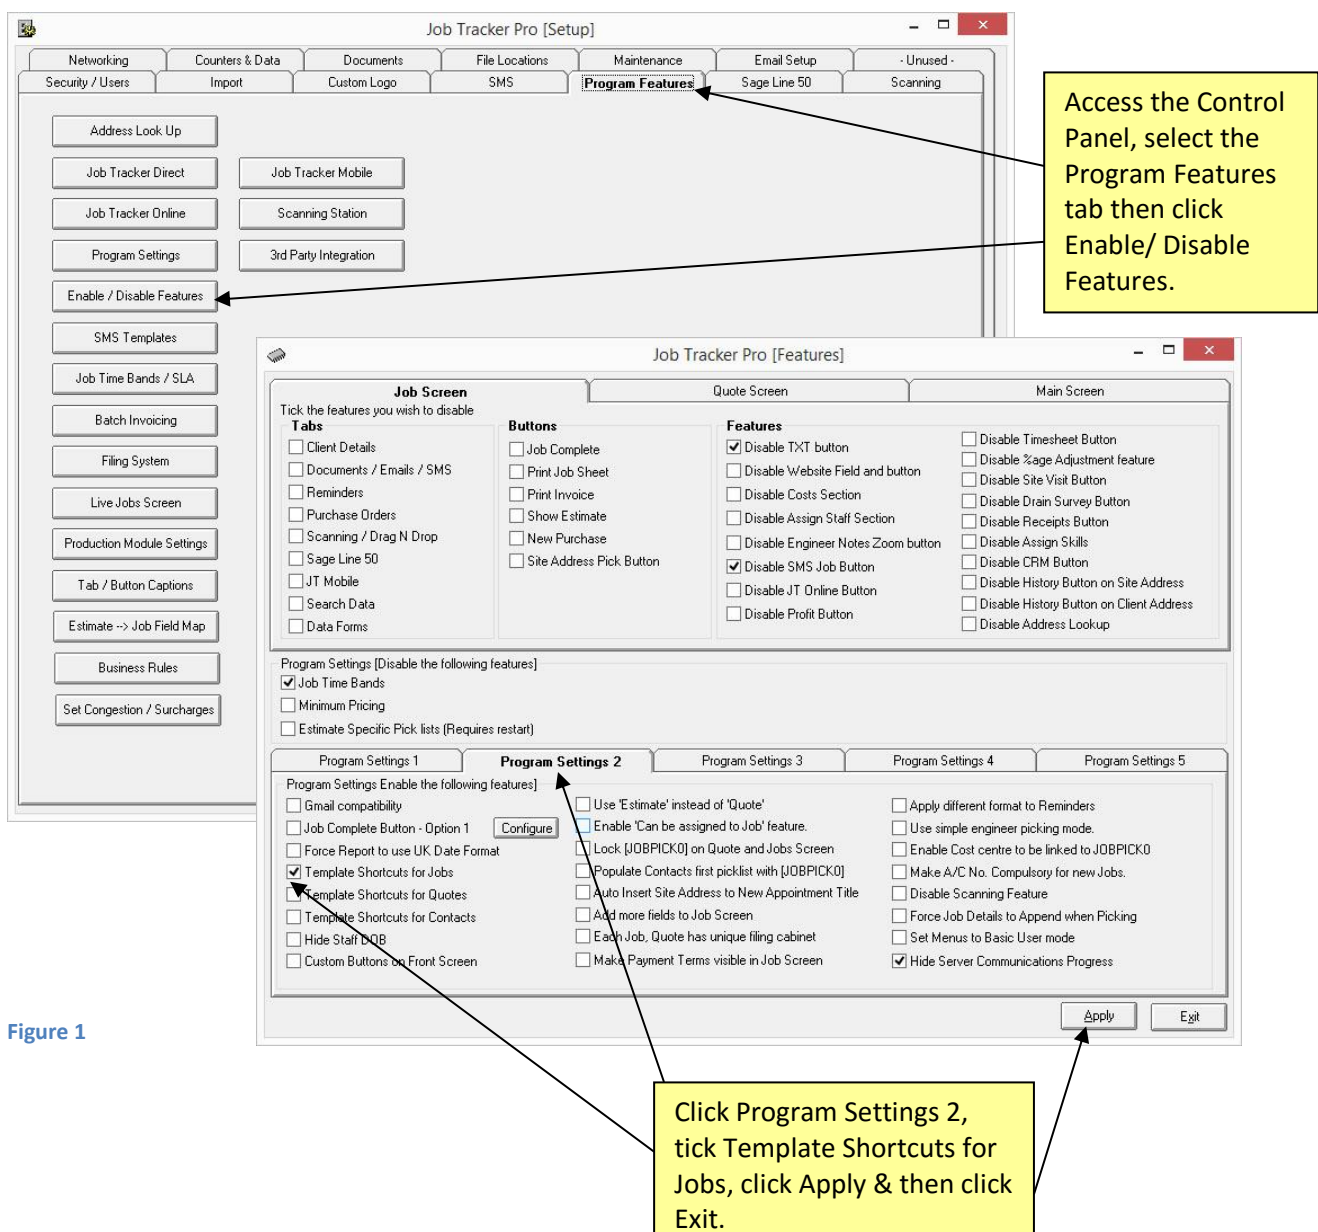 Job Tracker Pro [Setup]
Networking
Counters & Data
Documents
File Locations
Maintenance
Email Setup
- Unused -
Security / Users
Import
Custom Logo
SMS
Program Features
Sage Line 50
Scanning
Address Look Up
Job Tracker Direct
Job Tracker Mobile
Job Tracker Online
Scanning Station
Program Settings
3rd Party Integration
Enable / Disable Features
SMS Templates
Job Time Bands / SLA
Batch Invoicing
Filing System
Live Jobs Screen
Production Module Settings
Tab / Button Captions
Estimate --> Job Field Map
Business Rules
Set Congestion / Surcharges
Access the Control
Panel, select the
Program Features
tab then click
Enable/ Disable
Features.
Job Tracker Pro [Features]
Job Screen
Quote Screen
Main Screen
Tick the features you wish to disable
Tabs
Client Details
Documents / Emails / SMS
Reminders
Purchase Orders
Scanning / Drag N Drop
Sage Line 50
JT Mobile
Search Data
Data Forms
Buttons
Job Complete
Print Job Sheet
Print Invoice
Show Estimate
New Purchase
Site Address Pick Button
Features
Disable TXT button
Disable Website Field and button
Disable Costs Section
Disable Assign Staff Section
Disable Engineer Notes Zoom button
Disable SMS Job Button
Disable JT Online Button
Disable Profit Button
Disable Timesheet Button
Disable %age Adjustment feature
Disable Site Visit Button
Disable Drain Survey Button
Disable Receipts Button
Disable Assign Skills
Disable CRM Button
Disable History Button on Site Address
Disable History Button on Client Address
Disable Address Lookup
Program Settings [Disable the following features]
Job Time Bands
Minimum Pricing
Estimate Specific Pick lists (Requires restart)
Program Settings 1
Program Settings 2
Program Settings 3
Program Settings 4
Program Settings 5
Program Settings Enable the following features]
Gmail compatibility
Job Complete Button - Option 1
Configure
Force Report to use UK Date Format
Template Shortcuts for Jobs
Template Shortcuts for Quotes
Template Shortcuts for Contacts
Hide Staff DOB
Custom Buttons on Front Screen
Use 'Estimate' instead of 'Quote'
Enable 'Can be assigned to Job' feature.
Lock [JOBPICK0] on Quote and Jobs Screen
Populate Contacts first picklist with [JOBPICK0]
Auto Insert Site Address to New Appointment Title
Add more fields to Job Screen
Each Job, Quote has unique filing cabinet
Make Payment Terms visible in Job Screen
Apply different format to Reminders
Use simple engineer picking mode.
Enable Cost centre to be linked to JOBPICK0
Make A/C No. Compulsory for new Jobs.
Disable Scanning Feature
Force Job Details to Append when Picking
Set Menus to Basic User mode
Hide Server Communications Progress
Apply
Exit
Figure 1
Click Program Settings 2,
tick Template Shortcuts for
Jobs, click Apply & then click
Exit.